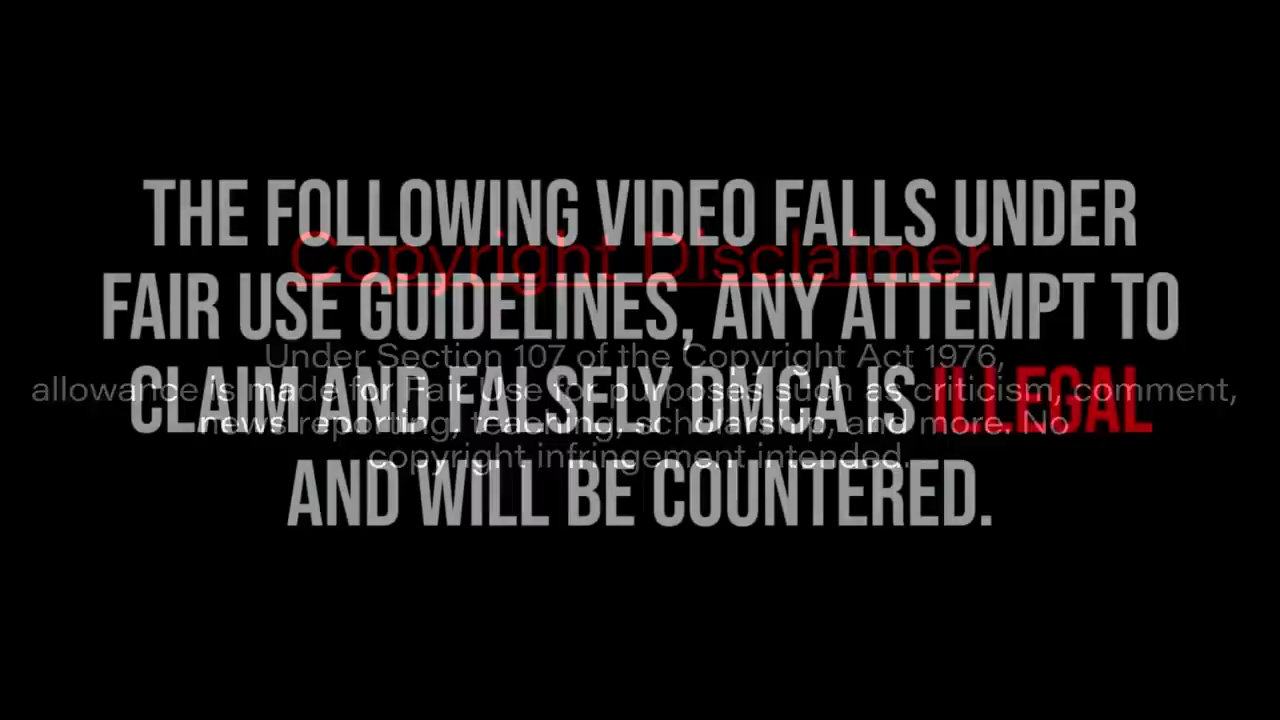 THE FOLLOWING VIDEO FALLS UNDER
Copyright Disclaimer
FAIR USE GUIDELINES, ANY ATTEMPT TO
Under Section 107 of the Copyright Act 1976,
CLAIM AND FALSELY DMCA IS ILLEGAL
allowance is made for Fair Use for purposes such as criticism, comment,
news reporting, teaching, scholarship, and more. No
copyright infringement intended.
AND WILL BE COUNTERED.